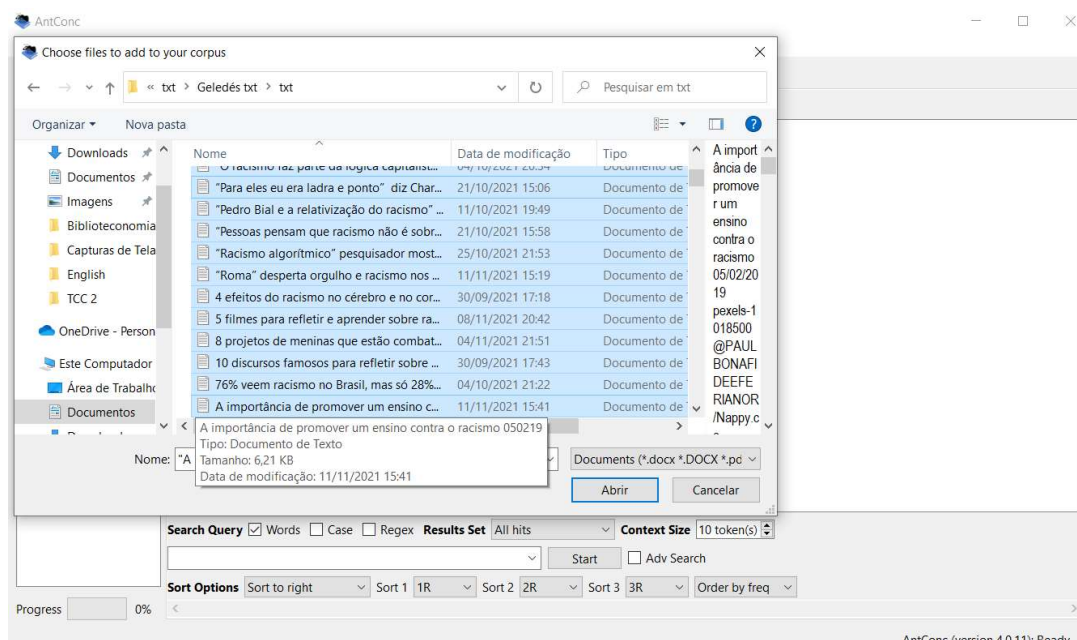 AntConc
Choose files to add to your corpus
« txt > Geledés txt > txt
Pesquisar em txt
Organizar
Nova pasta
Downloads
Documentos
Imagens
Biblioteconomia
Capturas de Tela
English
TCC 2
OneDrive - Person
Este Computador
Área de Trabalho
Documentos
Nome Data de modificação Tipo
"O racismo faz parte da lógica capitalist... 04/10/2021 20:54 Documento de
"Para eles eu era ladra e ponto" diz Char... 21/10/2021 15:06 Documento de
"Pedro Bial e a relativização do racismo" ... 11/10/2021 19:49 Documento de
"Pessoas pensam que racismo não é sobr... 21/10/2021 15:58 Documento de
"Racismo algorítmico" pesquisador most... 25/10/2021 21:53 Documento de
"Roma" desperta orgulho e racismo nos ... 11/11/2021 15:19 Documento de
4 efeitos do racismo no cérebro e no cor... 30/09/2021 17:18 Documento de
5 filmes para refletir e aprender sobre ra... 08/11/2021 20:42 Documento de
8 projetos de meninas que estão combat... 04/11/2021 21:51 Documento de
10 discursos famosos para refletir sobre ... 30/09/2021 17:43 Documento de
76% veem racismo no Brasil, mas só 28%... 04/10/2021 21:22 Documento de
A importância de promover um ensino c... 11/11/2021 15:41 Documento de
A import
ância de
promove
r um
ensino
contra o
racismo
05/02/20
19
pexels-1
018500
@PAUL
BONAFI
DEEFE
RIANOR
/Nappy.c
A importância de promover um ensino contra o racismo 050219
Tipo: Documento de Texto
Tamanho: 6,21 KB
Data de modificação: 11/11/2021 15:41
Nome: "A
Documents (*.docx *.DOCX *.pd
Abrir Cancelar
Search Query Words Case Regex Results Set All hits Context Size 10 token(s)
Start Adv Search
Sort Options Sort to right Sort 1 1R Sort 2 2R Sort 3 3R Order by freq
Progress 0%
AntConc (version 4.0.11): Ready